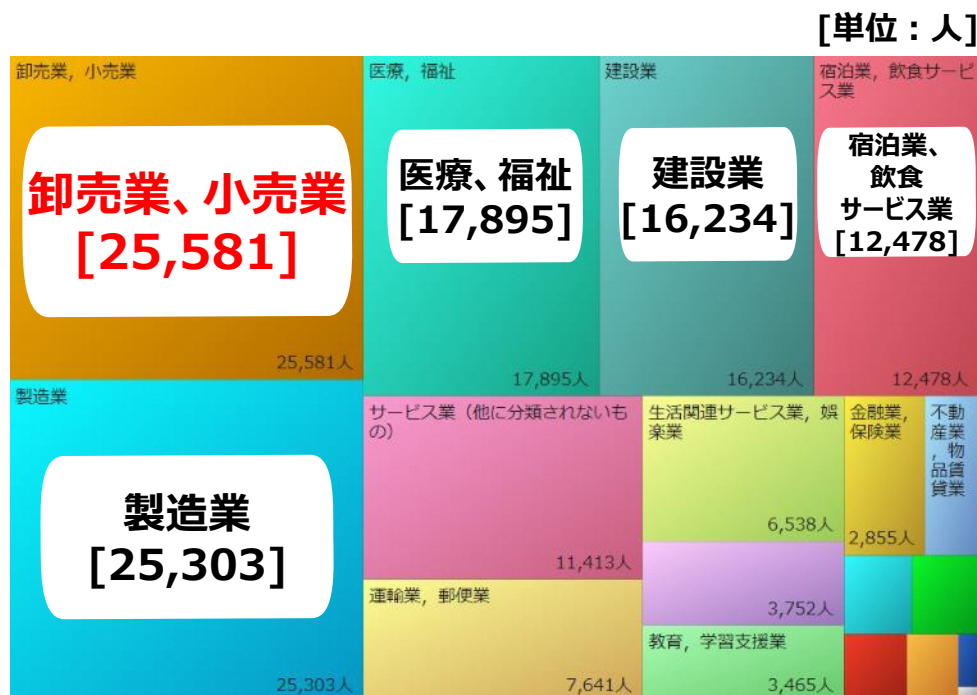 [単位：人]
卸売業，小売業
卸売業、小売業
[25,581]
25,581人
医療，福祉
医療、福祉
[17,895]
17,895人
建設業
建設業
[16,234]
16,234人
宿泊業，飲食サービ
ス業
宿泊業、
飲食
サービス業
[12,478]
12,478人
製造業
製造業
[25,303]
25,303人
サービス業（他に分類されないも
の）
11,413人
生活関連サービス業，娯
楽業
6,538人
金融業，
保険業
2,855人
不動
産業
，物
品賃
貸業
3,752人
運輸業，郵便業
7,641人
教育，学習支援業
3,465人